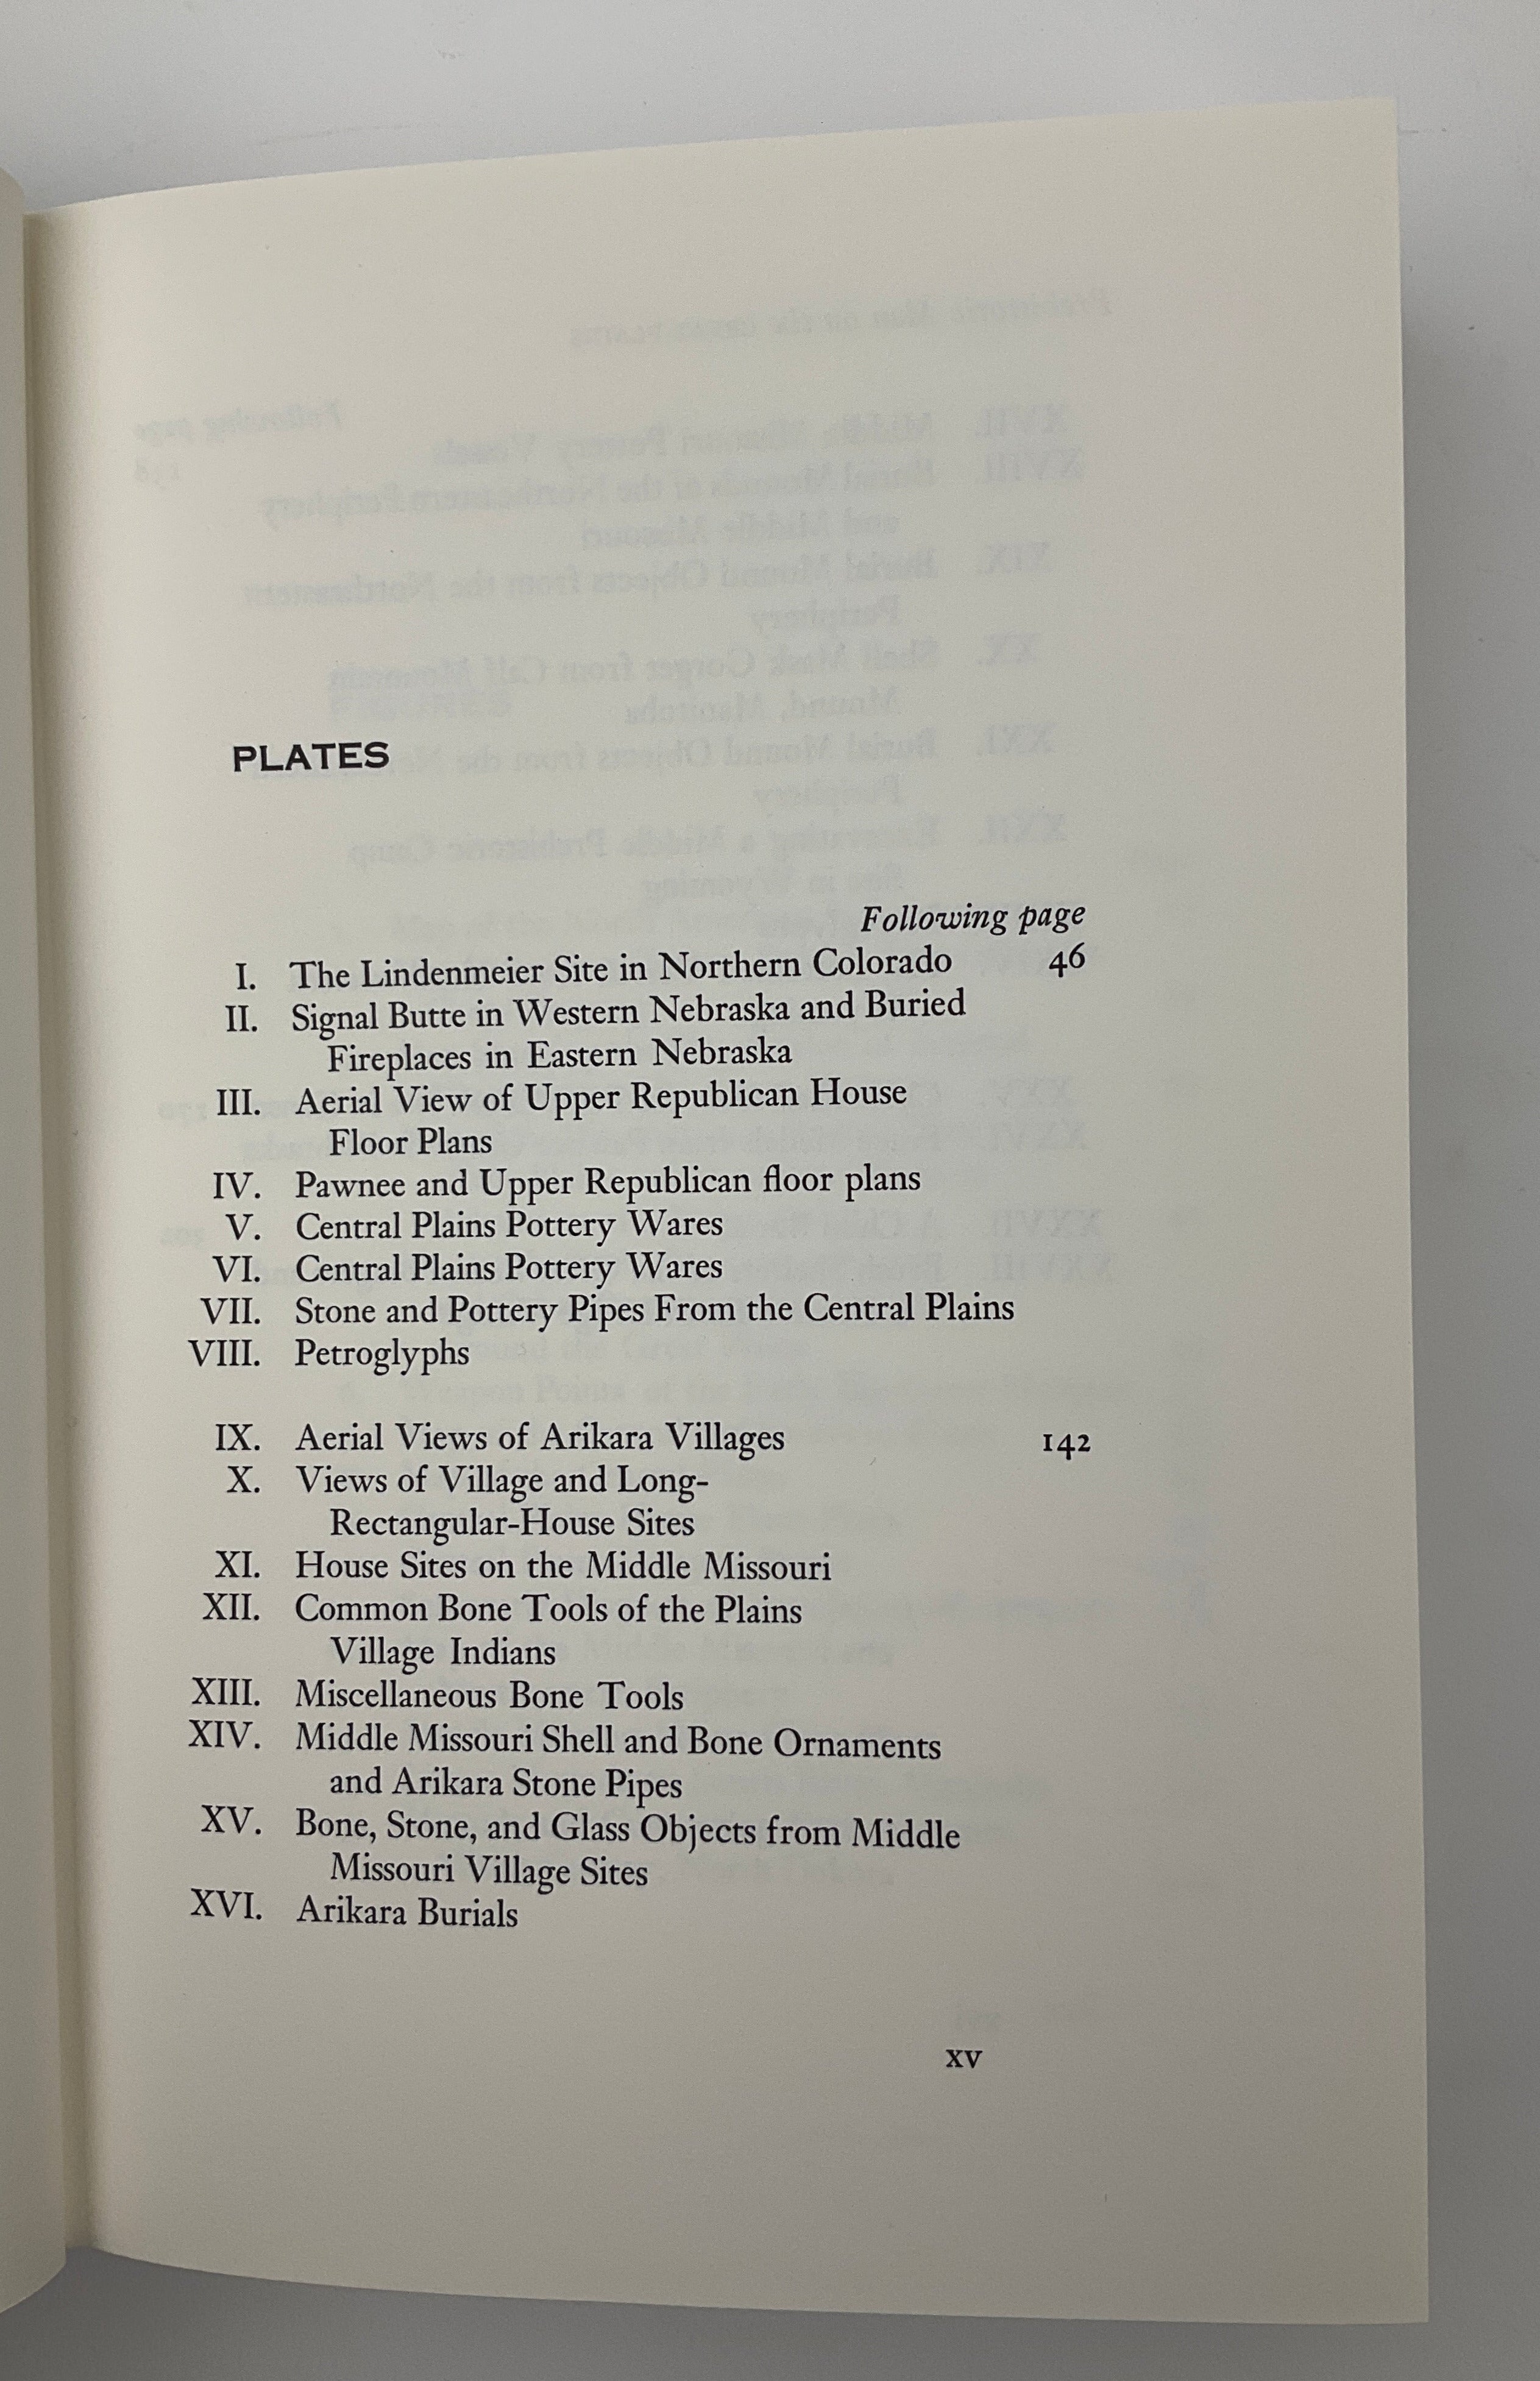 PLATES
Following page
I. The Lindenmeier Site in Northern Colorado 46
II. Signal Butte in Western Nebraska and Buried
Fireplaces in Eastern Nebraska
III. Aerial View of Upper Republican House
Floor Plans
IV. Pawnee and Upper Republican floor plans
V. Central Plains Pottery Wares
VI. Central Plains Pottery Wares
VII. Stone and Pottery Pipes From the Central Plains
VIII. Petroglyphs
IX. Aerial Views of Arikara Villages 142
X. Views of Village and Long-
Rectangular-House Sites
XI. House Sites on the Middle Missouri
XII. Common Bone Tools of the Plains
Village Indians
XIII. Miscellaneous Bone Tools
XIV. Middle Missouri Shell and Bone Ornaments
and Arikara Stone Pipes
XV. Bone, Stone, and Glass Objects from Middle
Missouri Village Sites
XVI. Arikara Burials
xv